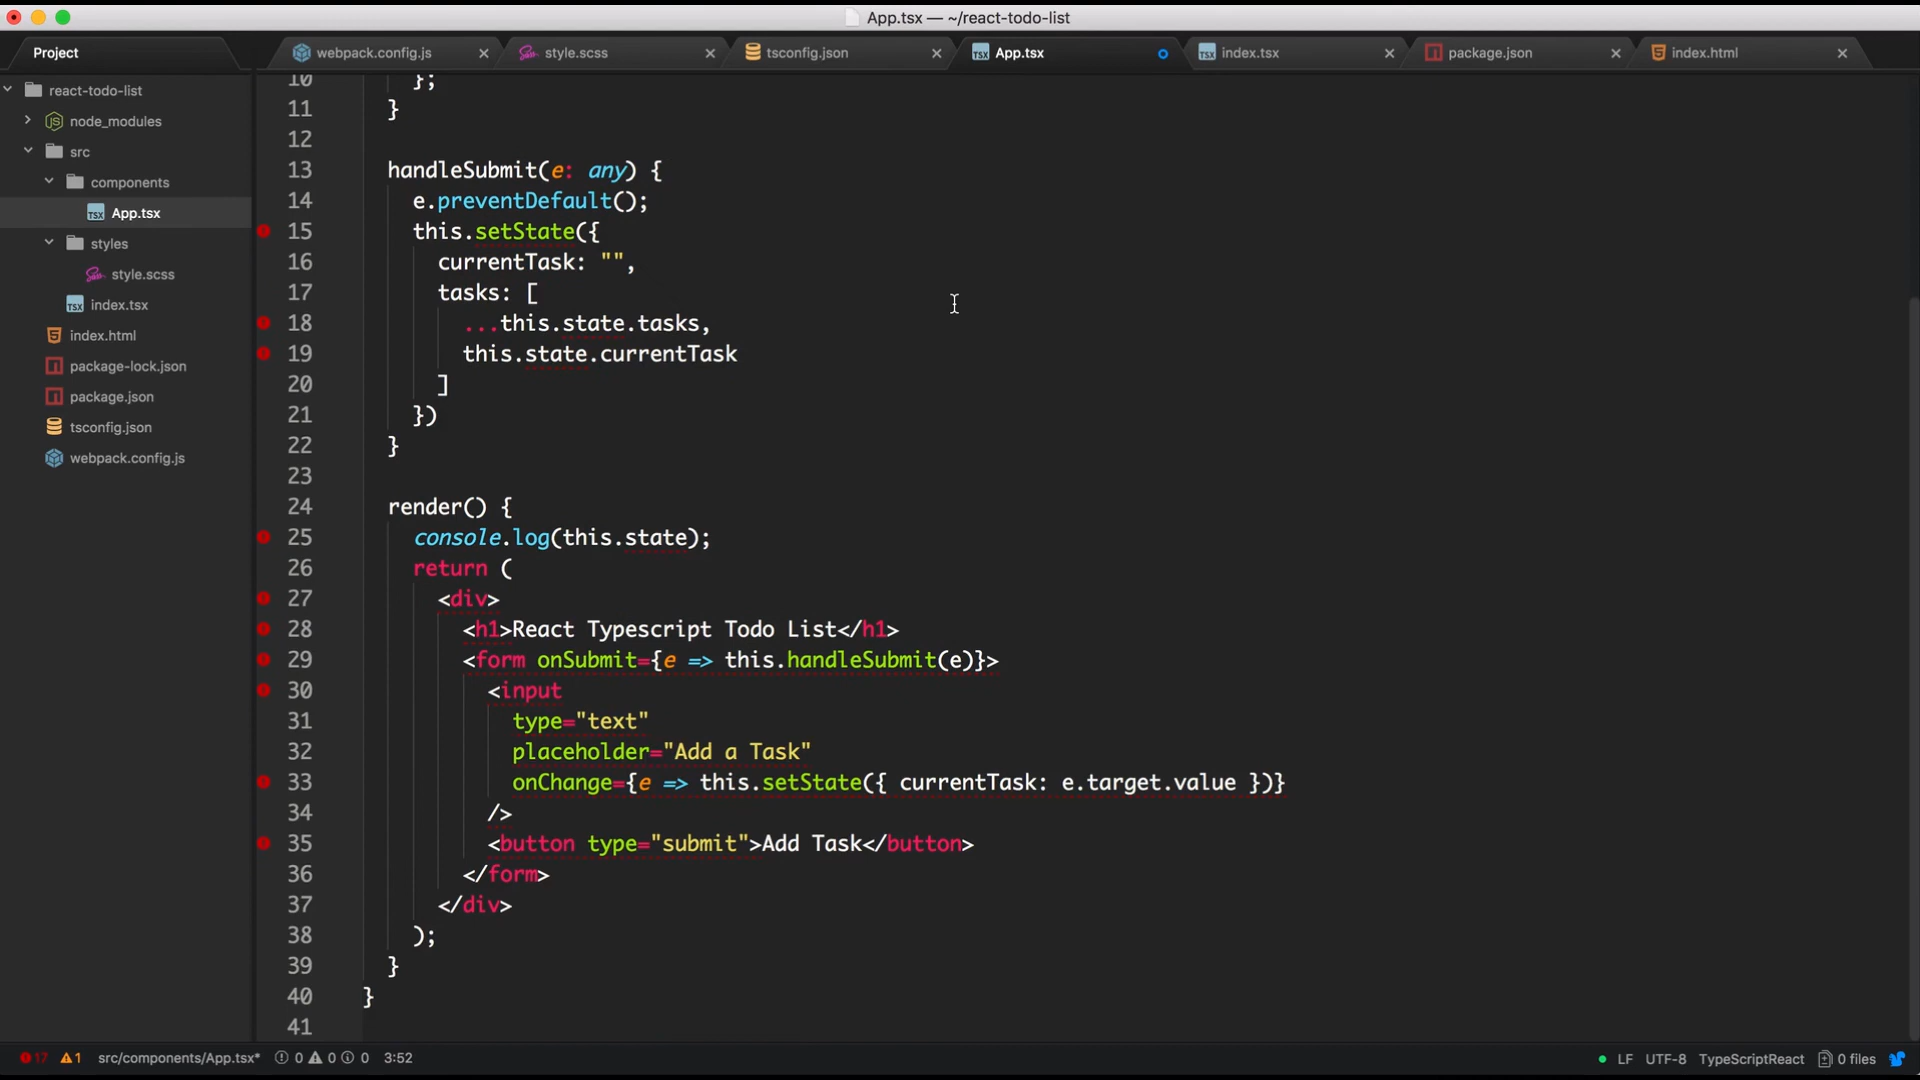 App.tsx — ~/react-todo-list
Project
webpack.config.js
style.scss
tsconfig.json
App.tsx
index.tsx
package.json
index.html
react-todo-list
node_modules
src
components
App.tsx
styles
style.scss
index.tsx
index.html
package-lock.json
package.json
tsconfig.json
webpack.config.js
10 };
11 }
12
13 handleSubmit(e: any) {
14 e.preventDefault();
15 this.setState({
16 currentTask: "",
17 tasks: [
18 ...this.state.tasks,
19 this.state.currentTask
20 ]
21 })
22 }
23
24 render() {
25 console.log(this.state);
26 return (
27 <div>
28 <h1>React Typescript Todo List</h1>
29 <form onSubmit={e => this.handleSubmit(e)}>
30 <input
31 type="text"
32 placeholder="Add a Task"
33 onChange={e => this.setState({ currentTask: e.target.value })}
34 />
35 <button type="submit">Add Task</button>
36 </form>
37 </div>
38 );
39 }
40 }
41
17 1 src/components/App.tsx* 0 0 0 3:52 LF UTF-8 TypeScriptReact 0 files